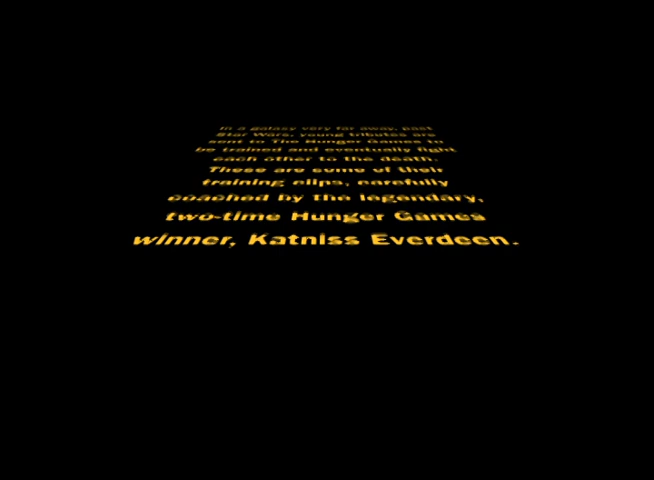 In a galaxy very far away, past
Star Wars, young tributes are
sent to The Hunger Games to
be trained and eventually fight
each other to the death.
These are some of their
training clips, carefully
coached by the legendary,
two-time Hunger Games
winner, Katniss Everdeen.